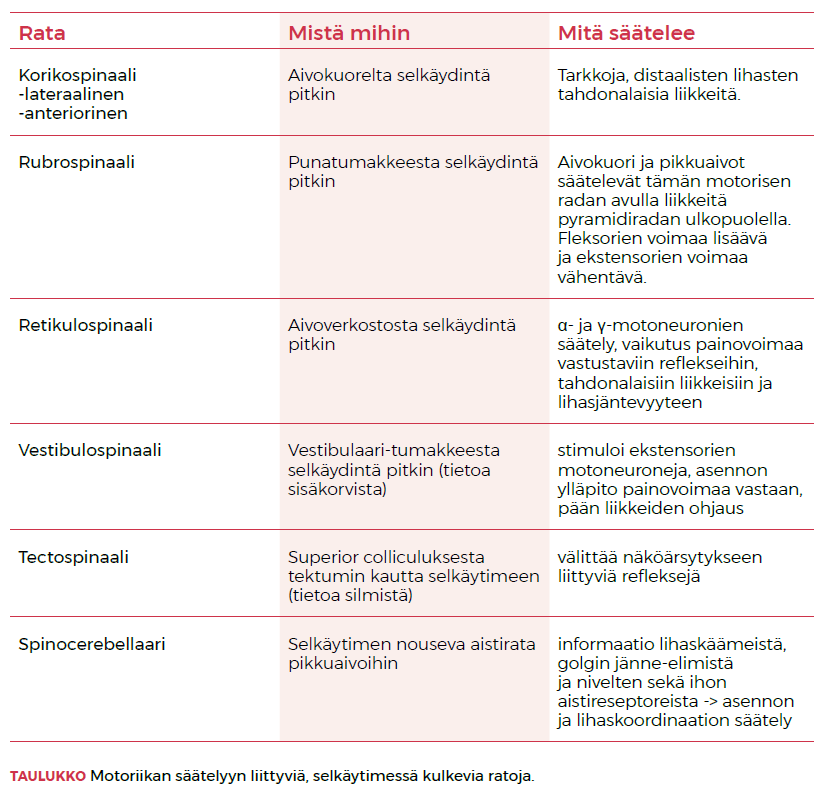 Rata Mistä mihin Mitä säätelee
Korikospinaali
-lateraalinen
-anteriorinen
Aivokuorelta selkäydintä
pitkin
Tarkkoja, distaalisten lihasten
tahdonalaisia liikkeitä.
Rubrospinaali
Punatumakkeesta selkäydintä
pitkin
Aivokuori ja pikkuaivot
säätelevät tämän motorisen
radan avulla liikkeitä
pyramidiradan ulkopuolella.
Fleksorien voimaa lisäävä
ja ekstensorien voimaa
vähentävä.
Retikulospinaali
Aivoverkostosta selkäydintä
pitkin
α- ja γ-motoneuronien
säätely, vaikutus painovoimaa
vastustaviin reflekseihin,
tahdonalaisiin liikkeisiin ja
lihasjäntevyyteen
Vestibulospinaali
Vestibulaari-tumakkeesta
selkäydintä pitkin (tietoa
sisäkorvista)
stimuloi ekstensorien
motoneuroneja, asennon
ylläpito painovoimaa vastaan,
pään liikkeiden ohjaus
Tectospinaali
Superior colliculuksesta
tektumin kautta selkäytimeen
(tietoa silmistä)
välittää näköärsytykseen
liittyviä refleksejä
Spinocerebellaari
Selkäytimen nouseva aistirata
pikkuaivoihin
informaatio lihaskäämeistä,
golgin jänne-elimistä
ja nivelten sekä ihon
aistireseptoreista -> asennon
ja lihaskoordinaation säätely
TAULUKKO Motoriikan säätelyyn liittyviä, selkäytimessä kulkevia ratoja.